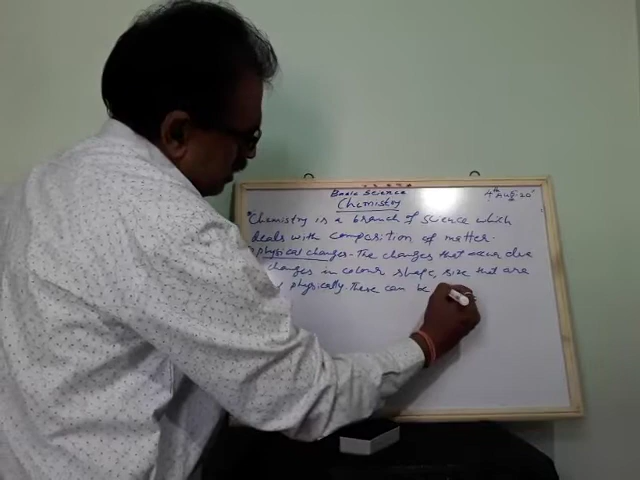 Basic Science
4th Aug-20'
Chemistry
Chemistry is a branch of Science which
deals with composition of matter.
physical changes - The changes that occur due
changes in colour shape, size that are
physically. These can be